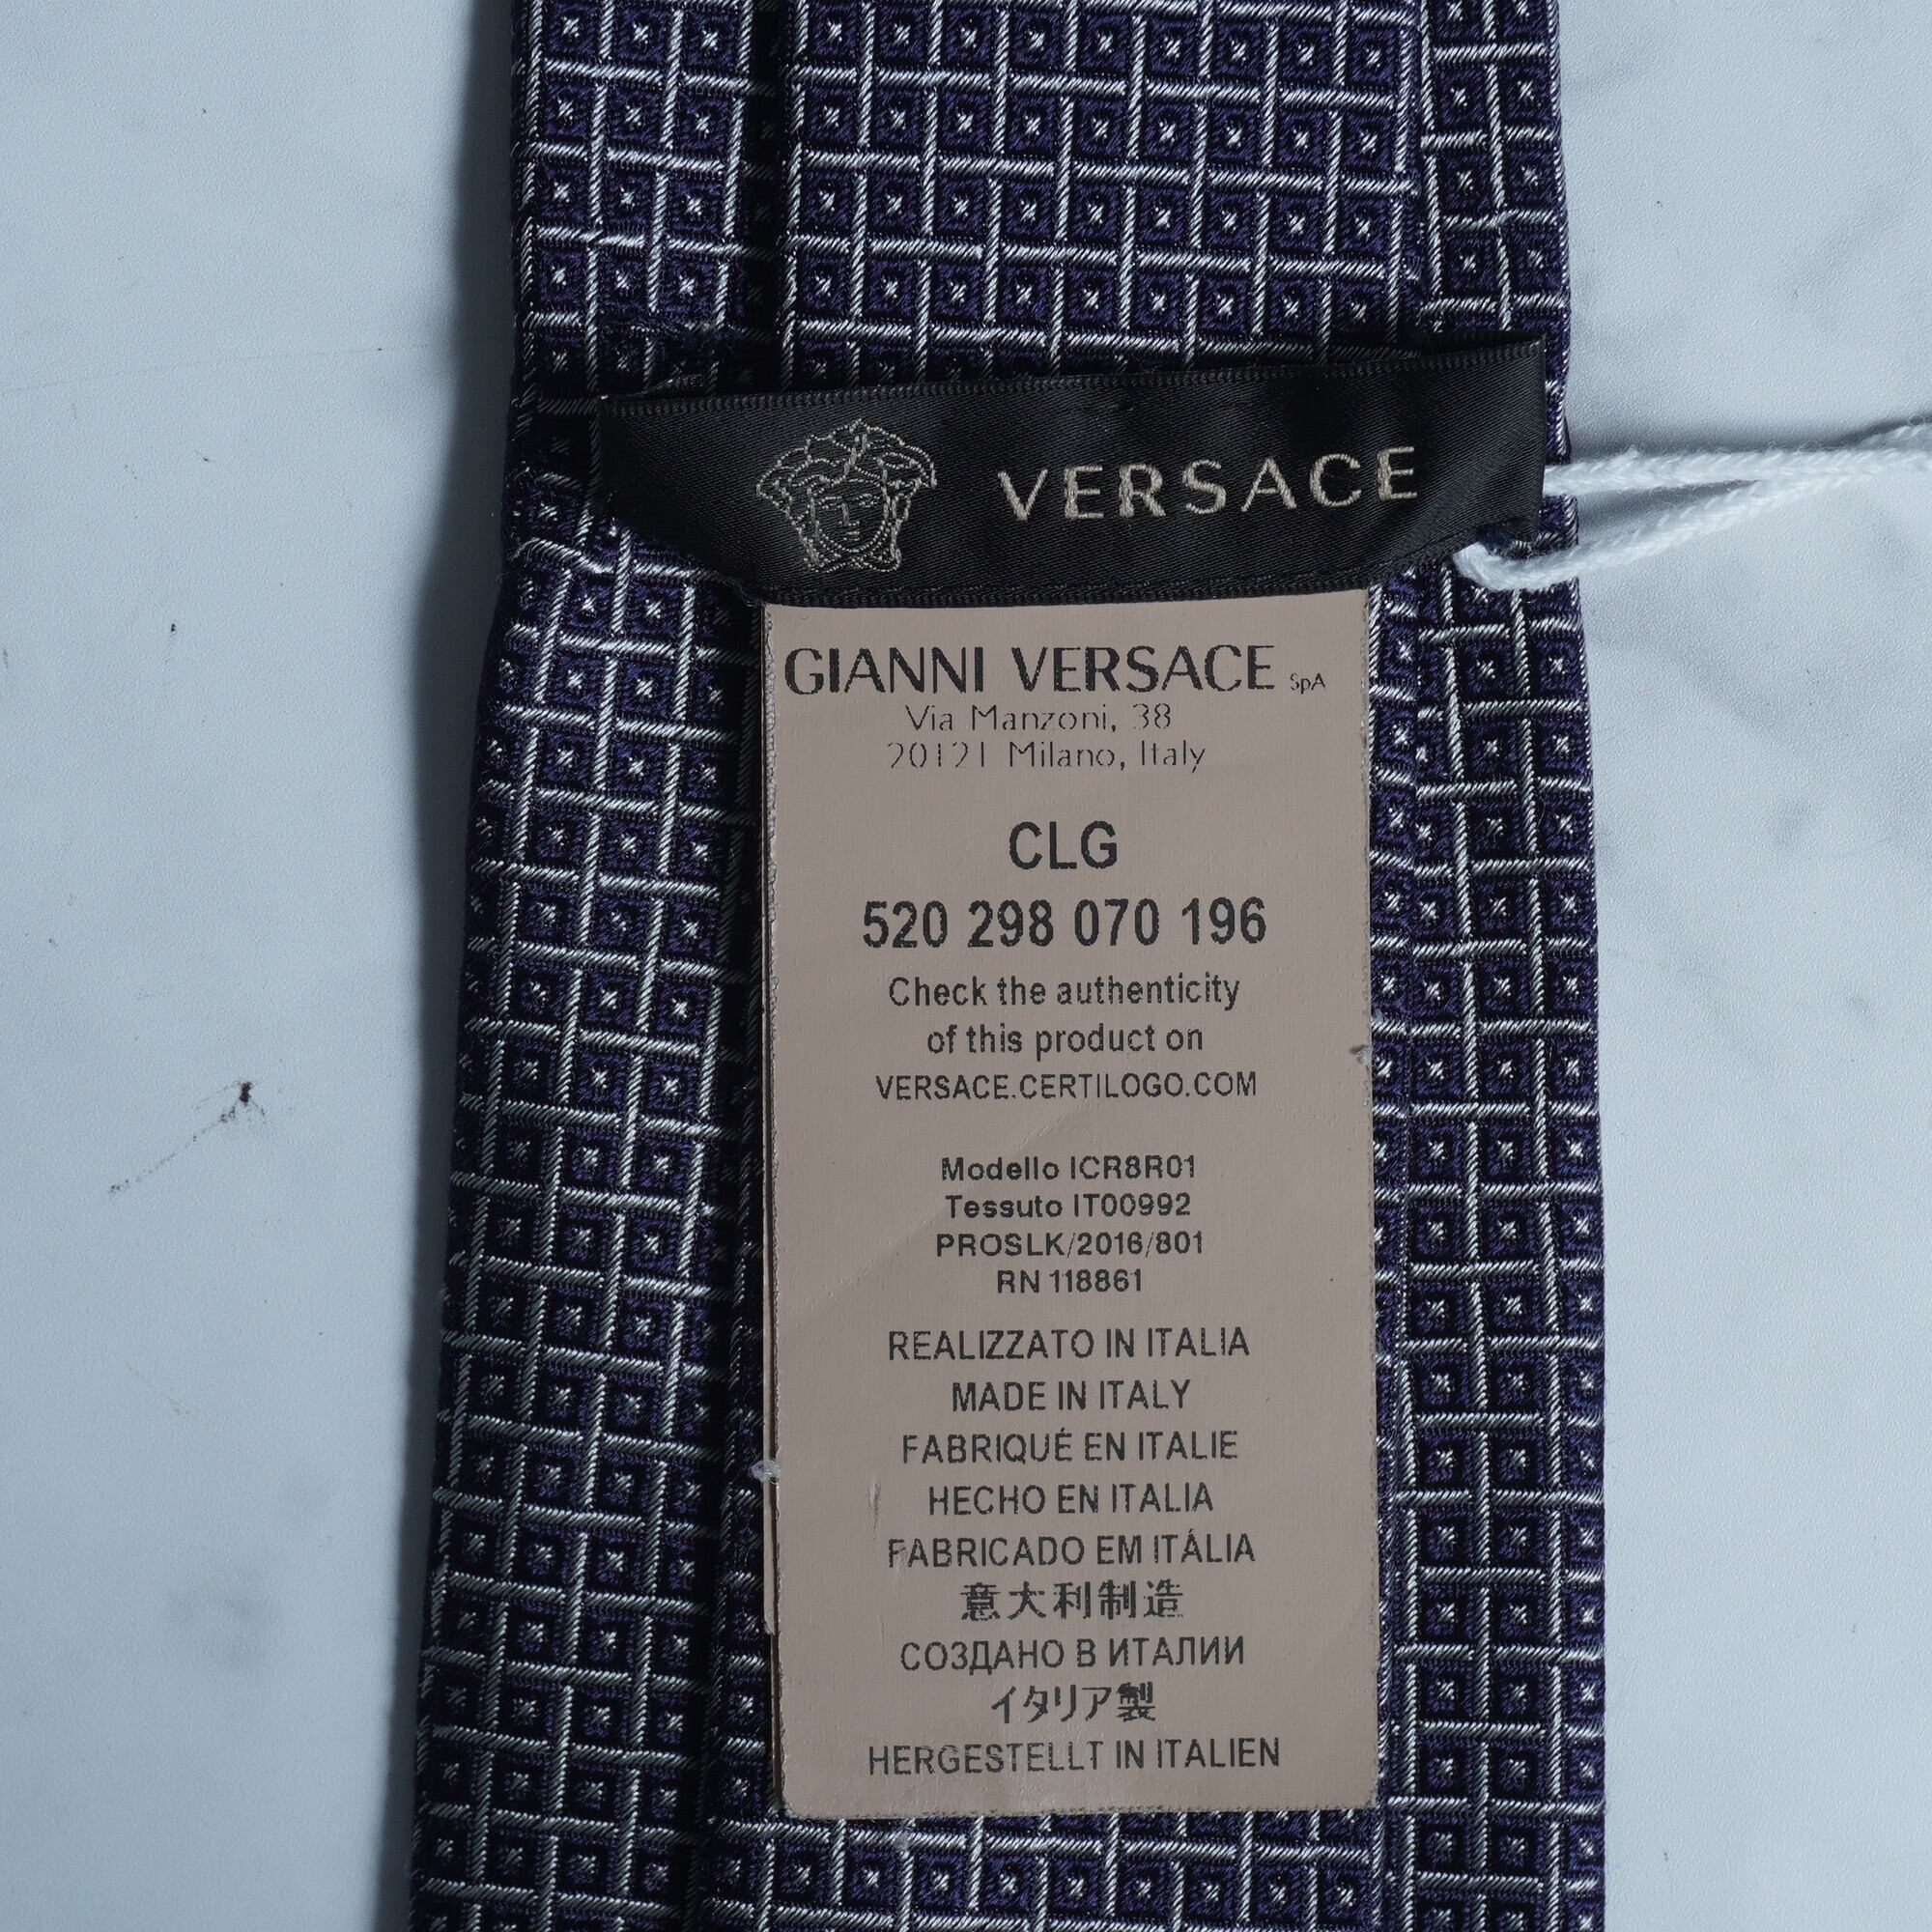 VERSACE
GIANNI VERSACE SpA
Via Manzoni, 38
20121 Milano, Italy
CLG
520 298 070 196
Check the authenticity
of this product on
VERSACE.CERTILOGO.COM
Modello ICR8R01
Tessuto IT00992
PROSLK/2016/801
RN 118861
REALIZZATO IN ITALIA
MADE IN ITALY
FABRIQUÉ EN ITALIE
HECHO EN ITALIA
FABRICADO EM ITÁLIA
意大利制造
СОЗДАНО В ИТАЛИИ
イタリア製
HERGESTELLT IN ITALIEN